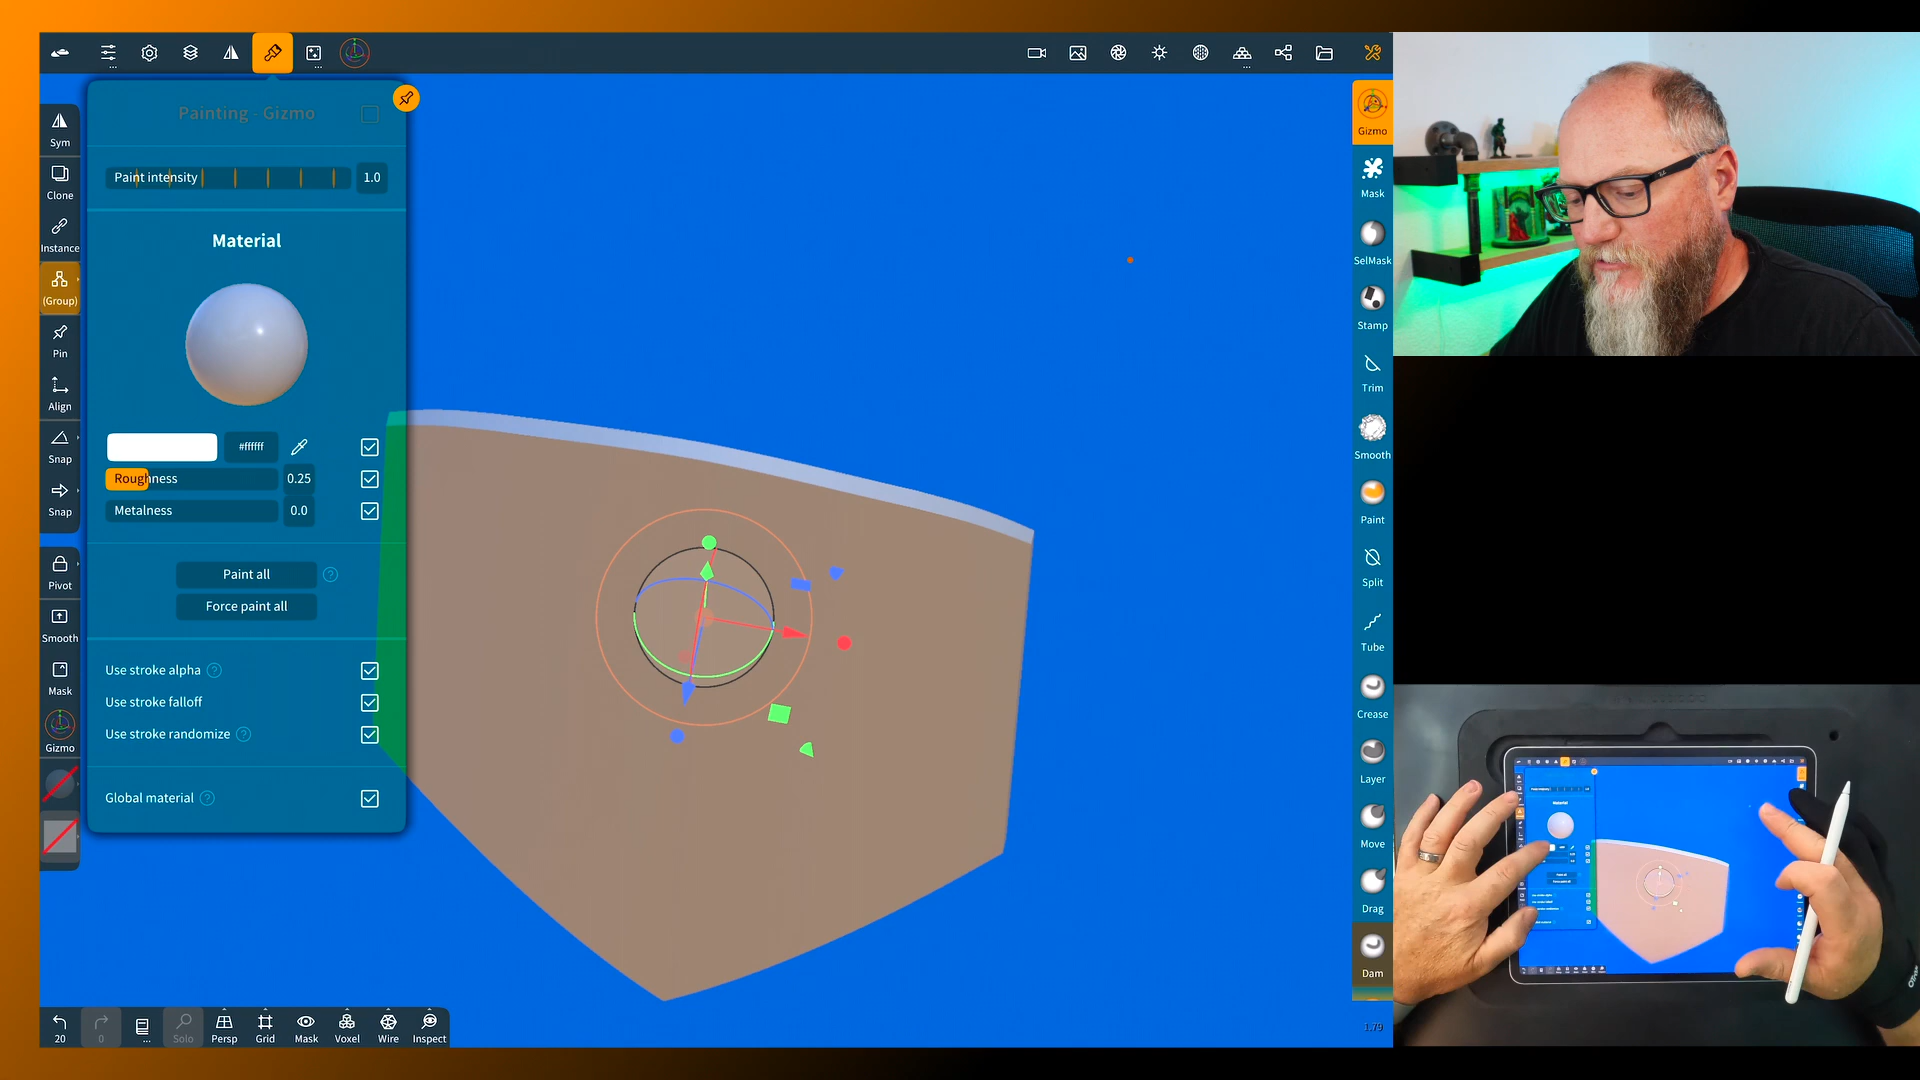 Painting - Gizmo
Paint intensity 1.0
Material
#ffffff
Roughness 0.25
Metalness 0.0
Paint all ?
Force paint all
Use stroke alpha ?
Use stroke falloff
Use stroke randomize ?
Global material ?
Sym
Clone
Instance
(Group)
Pin
Align
Snap
Snap
Pivot
Smooth
Mask
Gizmo
20
0
...
Solo
Persp
Grid
Mask
Voxel
Wire
Inspect
Gizmo
Mask
SelMask
Stamp
Trim
Smooth
Paint
Split
Tube
Crease
Layer
Move
Drag
Dam
1.79